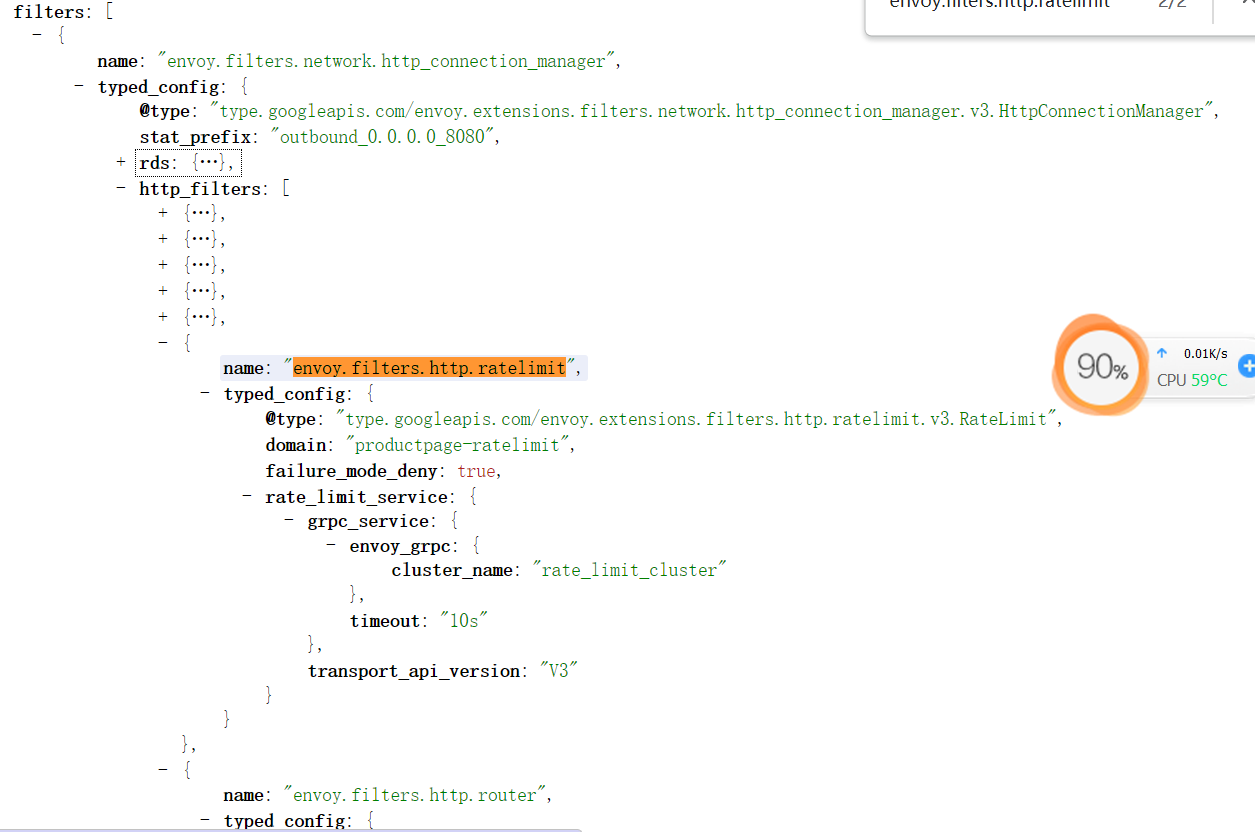 filters: [
envoy.filters.http.ratelimit 2/2
- {
name: "envoy.filters.network.http_connection_manager",
- typed_config: {
@type: "type.googleapis.com/envoy.extensions.filters.network.http_connection_manager.v3.HttpConnectionManager",
stat_prefix: "outbound_0.0.0.0_8080",
+ rds: {…},
- http_filters: [
+ {…},
+ {…},
+ {…},
+ {…},
+ {…},
- {
name: "envoy.filters.http.ratelimit",
- typed_config: {
@type: "type.googleapis.com/envoy.extensions.filters.http.ratelimit.v3.RateLimit",
domain: "productpage-ratelimit",
failure_mode_deny: true,
- rate_limit_service: {
- grpc_service: {
- envoy_grpc: {
cluster_name: "rate_limit_cluster"
},
timeout: "10s"
},
transport_api_version: "V3"
}
}
},
- {
name: "envoy.filters.http.router",
- typed_config: {
90%
0.01K/s
CPU 59°C